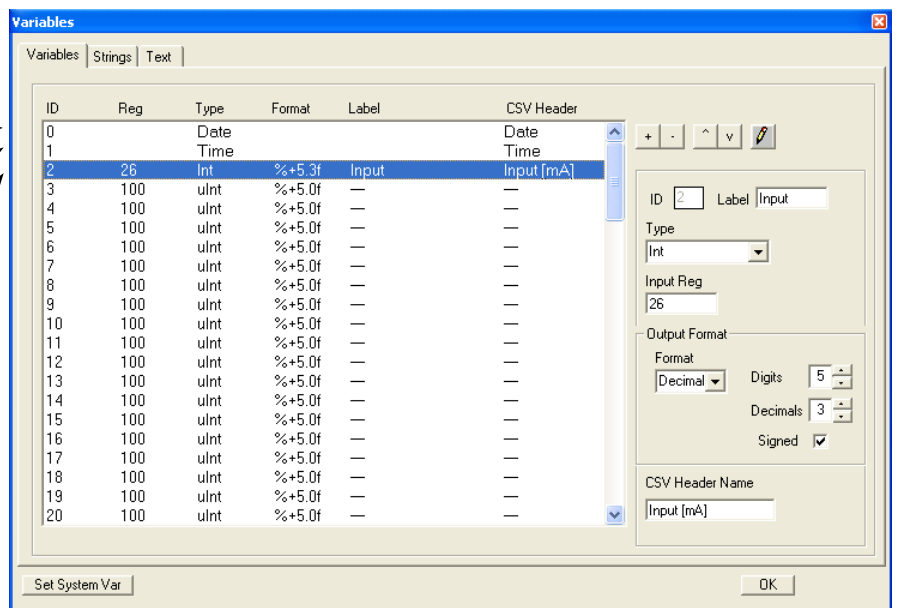 Variables
Variables Strings Text
ID Reg Type Format Label CSV Header
0 Date Date
1 Time Time
2 26 Int %+5.3f Input Input [mA]
3 100 uInt %+5.0f — —
4 100 uInt %+5.0f — —
5 100 uInt %+5.0f — —
6 100 uInt %+5.0f — —
7 100 uInt %+5.0f — —
8 100 uInt %+5.0f — —
9 100 uInt %+5.0f — —
10 100 uInt %+5.0f — —
11 100 uInt %+5.0f — —
12 100 uInt %+5.0f — —
13 100 uInt %+5.0f — —
14 100 uInt %+5.0f — —
15 100 uInt %+5.0f — —
16 100 uInt %+5.0f — —
17 100 uInt %+5.0f — —
18 100 uInt %+5.0f — —
19 100 uInt %+5.0f — —
20 100 uInt %+5.0f — —
+ - ^ v
ID 2 Label Input
Type
Int
Input Reg
26
Output Format
Format
Decimal Digits 5
Decimals 3
Signed
CSV Header Name
Input [mA]
Set System Var OK